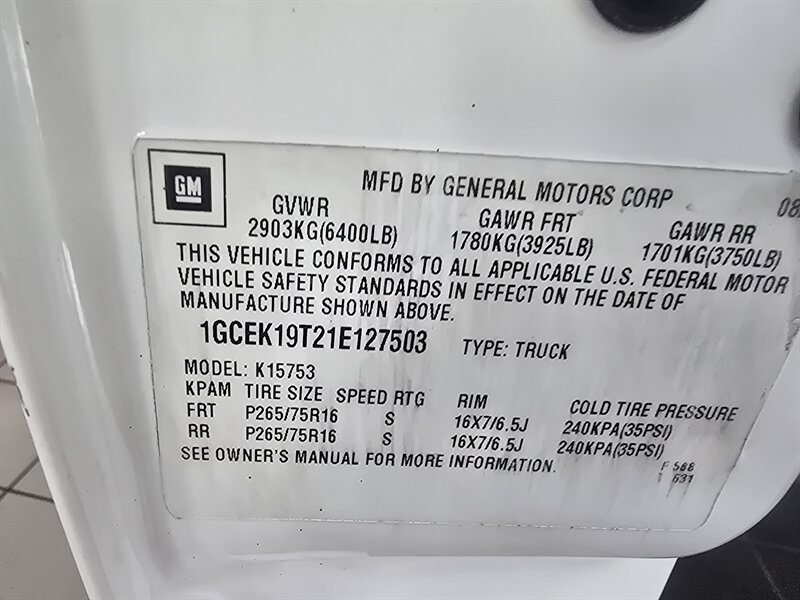 GM
MFD BY GENERAL MOTORS CORP
GVWR GAWR FRT GAWR RR
2903KG(6400LB) 1780KG(3925LB) 1701KG(3750LB)
THIS VEHICLE CONFORMS TO ALL APPLICABLE U.S. FEDERAL MOTOR
VEHICLE SAFETY STANDARDS IN EFFECT ON THE DATE OF
MANUFACTURE SHOWN ABOVE.
1GCEK19T21E127503 TYPE: TRUCK
MODEL: K15753
KPAM TIRE SIZE SPEED RTG RIM COLD TIRE PRESSURE
FRT P265/75R16 S 16X7/6.5J 240KPA(35PSI)
RR P265/75R16 S 16X7/6.5J 240KPA(35PSI)
SEE OWNER'S MANUAL FOR MORE INFORMATION.
F 588
631